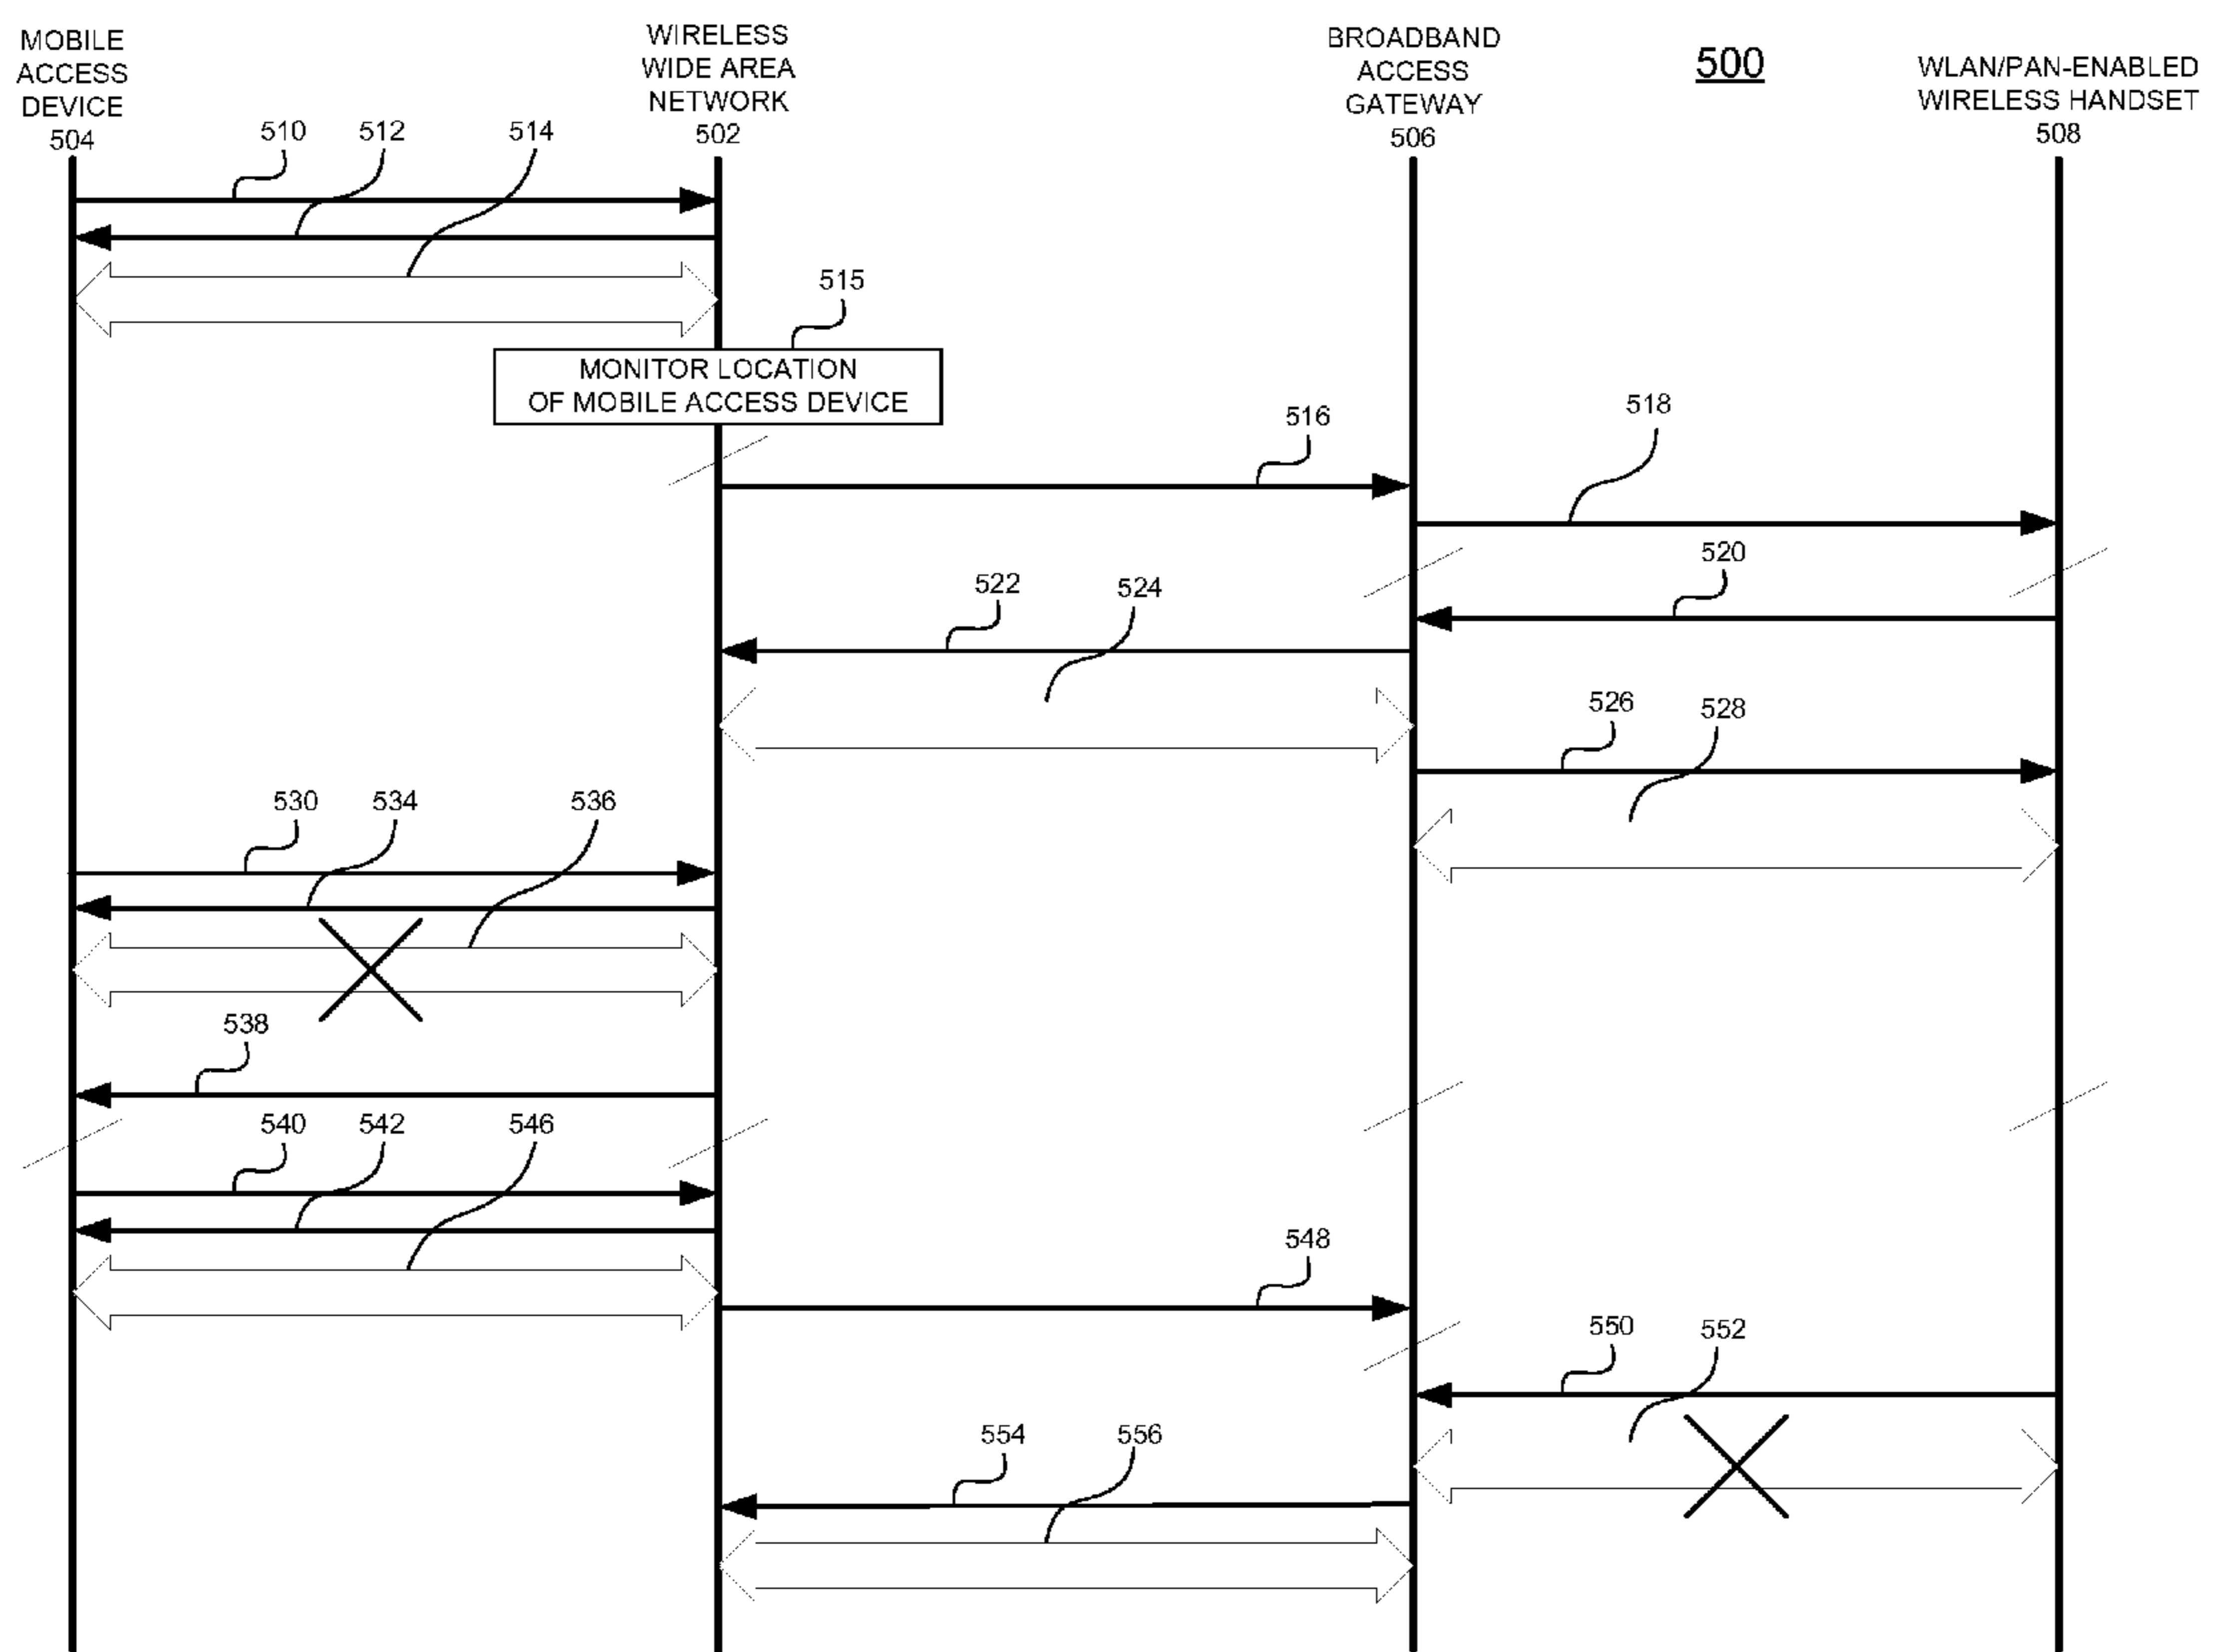 MOBILE
ACCESS
DEVICE
504
WIRELESS
WIDE AREA
NETWORK
502
BROADBAND
ACCESS
GATEWAY
506
500
WLAN/PAN-ENABLED
WIRELESS HANDSET
508
510
512
514
515
MONITOR LOCATION
OF MOBILE ACCESS DEVICE
516
518
520
522
524
526
528
530
534
536
538
540
542
546
548
550
552
554
556